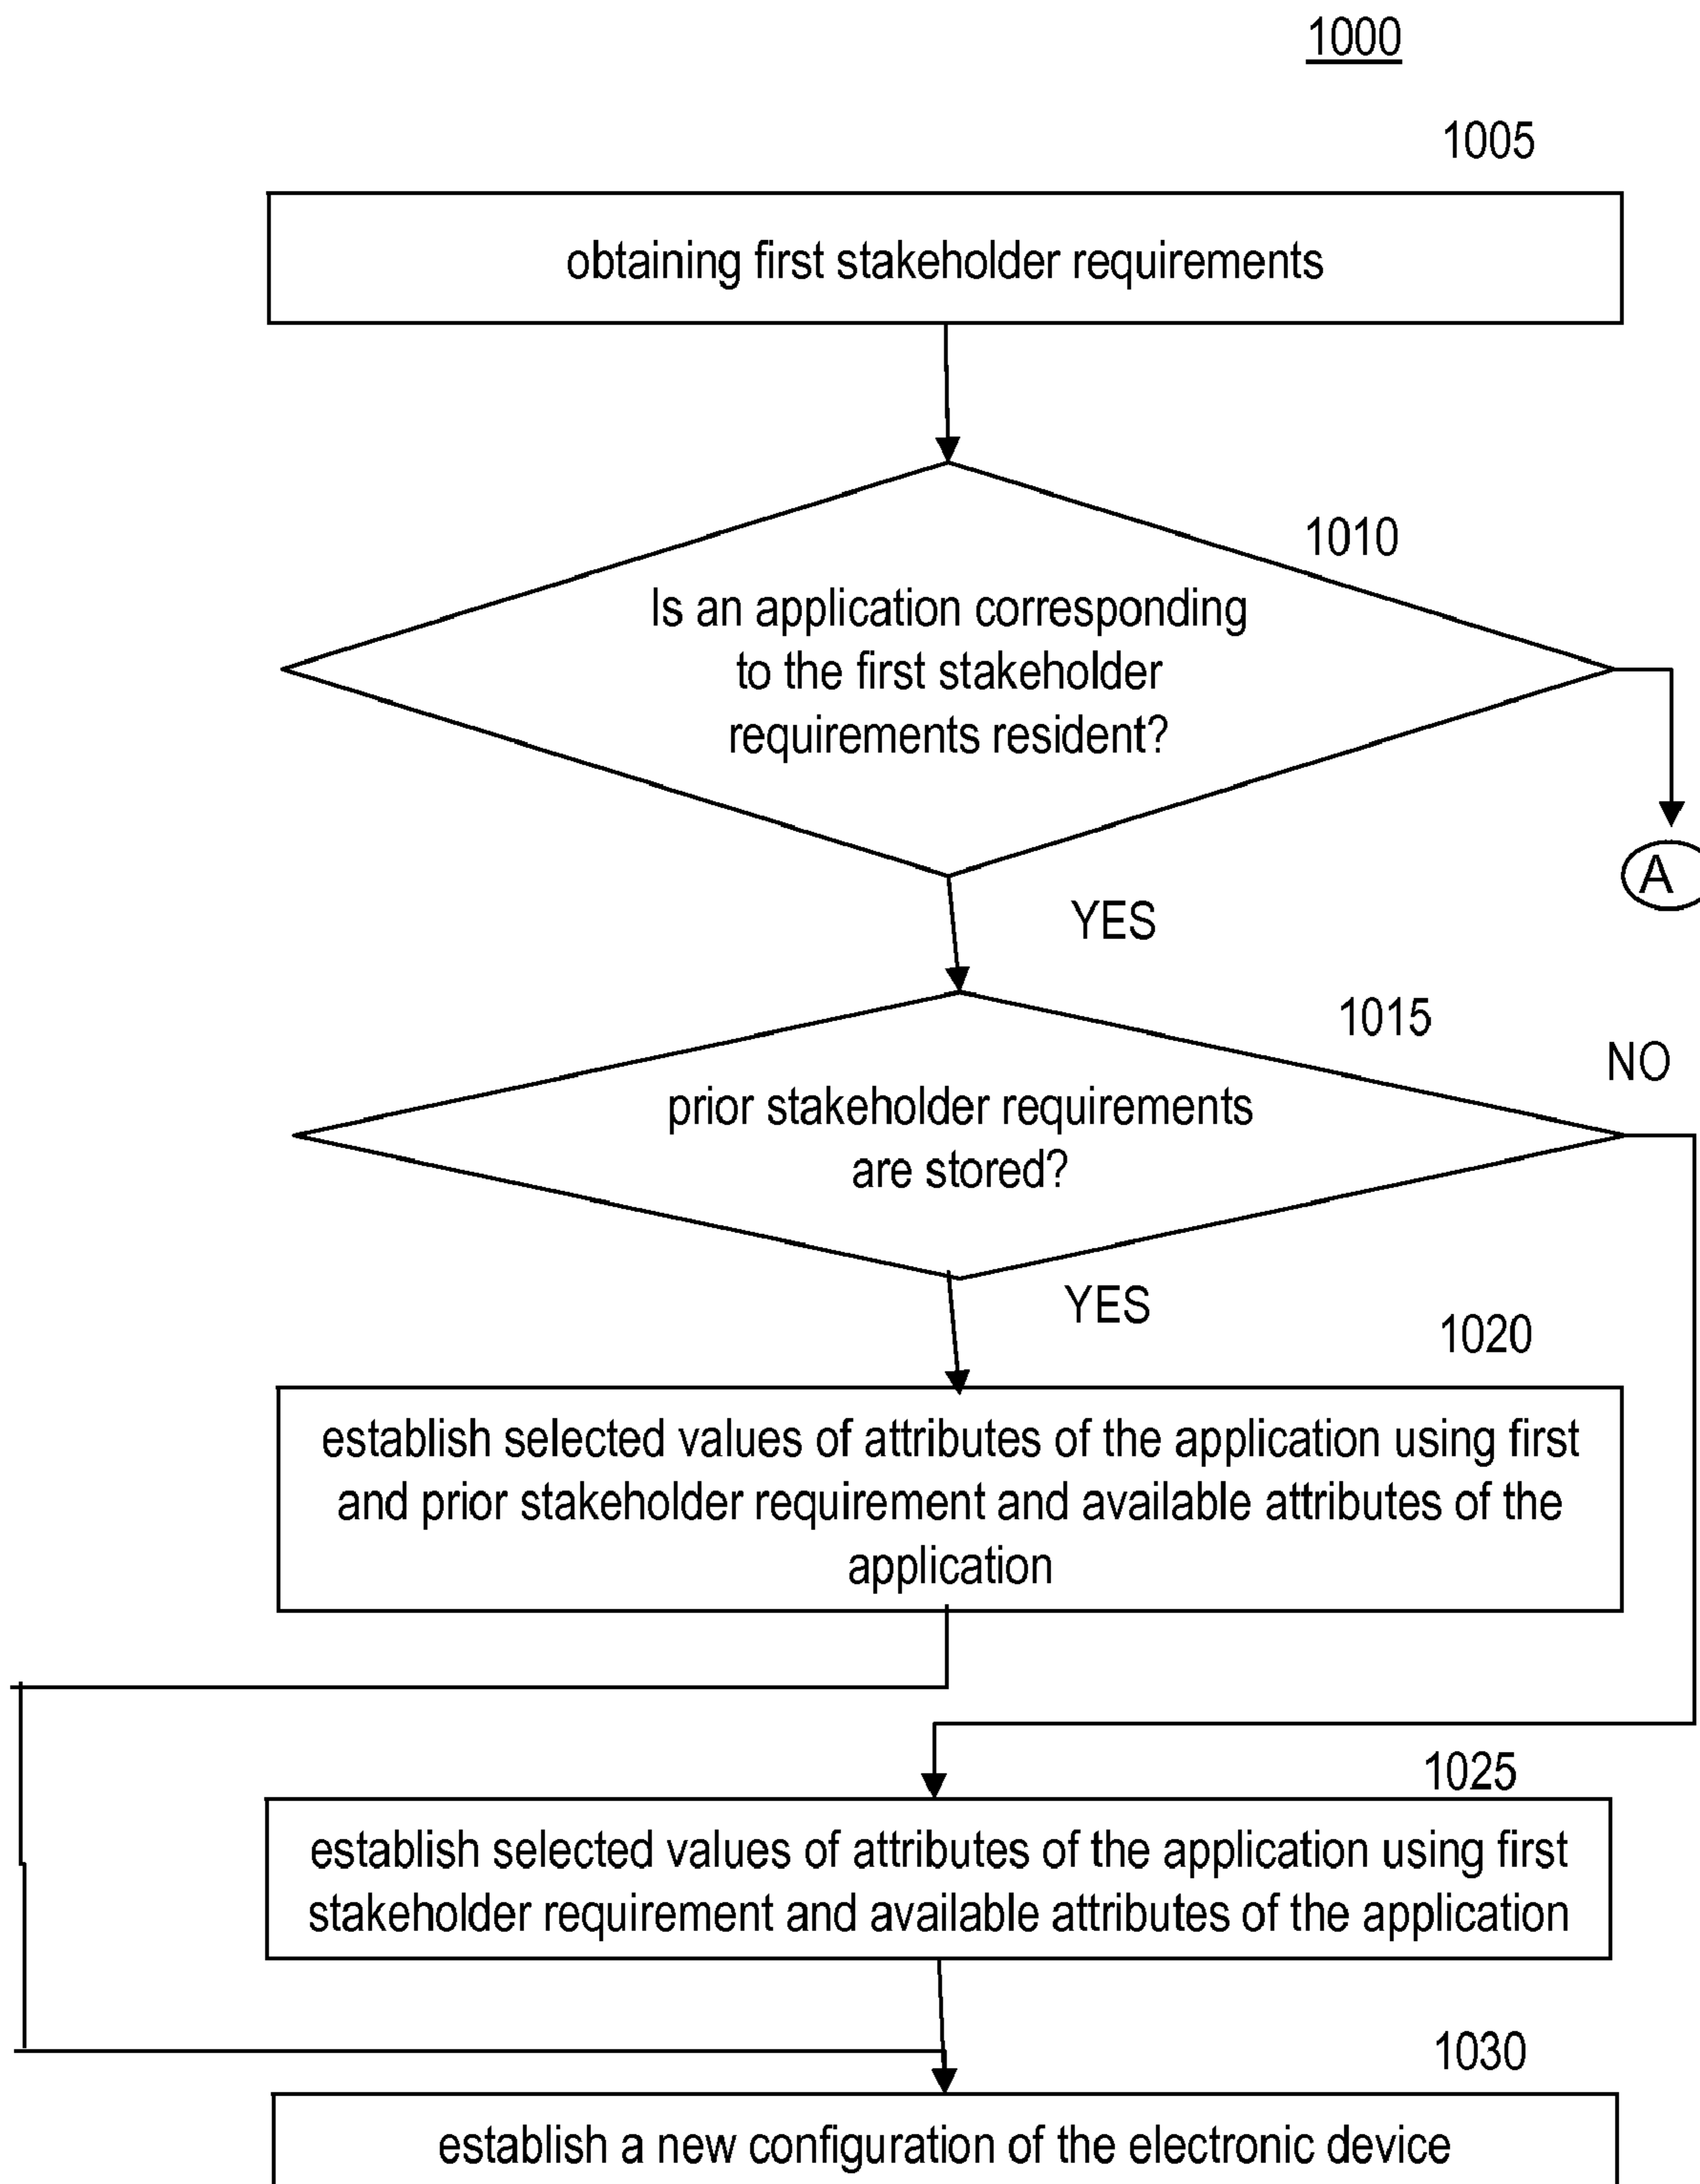 1000
1005
obtaining first stakeholder requirements
1010
Is an application corresponding
to the first stakeholder
requirements resident?
A
YES
1015
NO
prior stakeholder requirements
are stored?
YES
1020
establish selected values of attributes of the application using first
and prior stakeholder requirement and available attributes of the
application
1025
establish selected values of attributes of the application using first
stakeholder requirement and available attributes of the application
1030
establish a new configuration of the electronic device